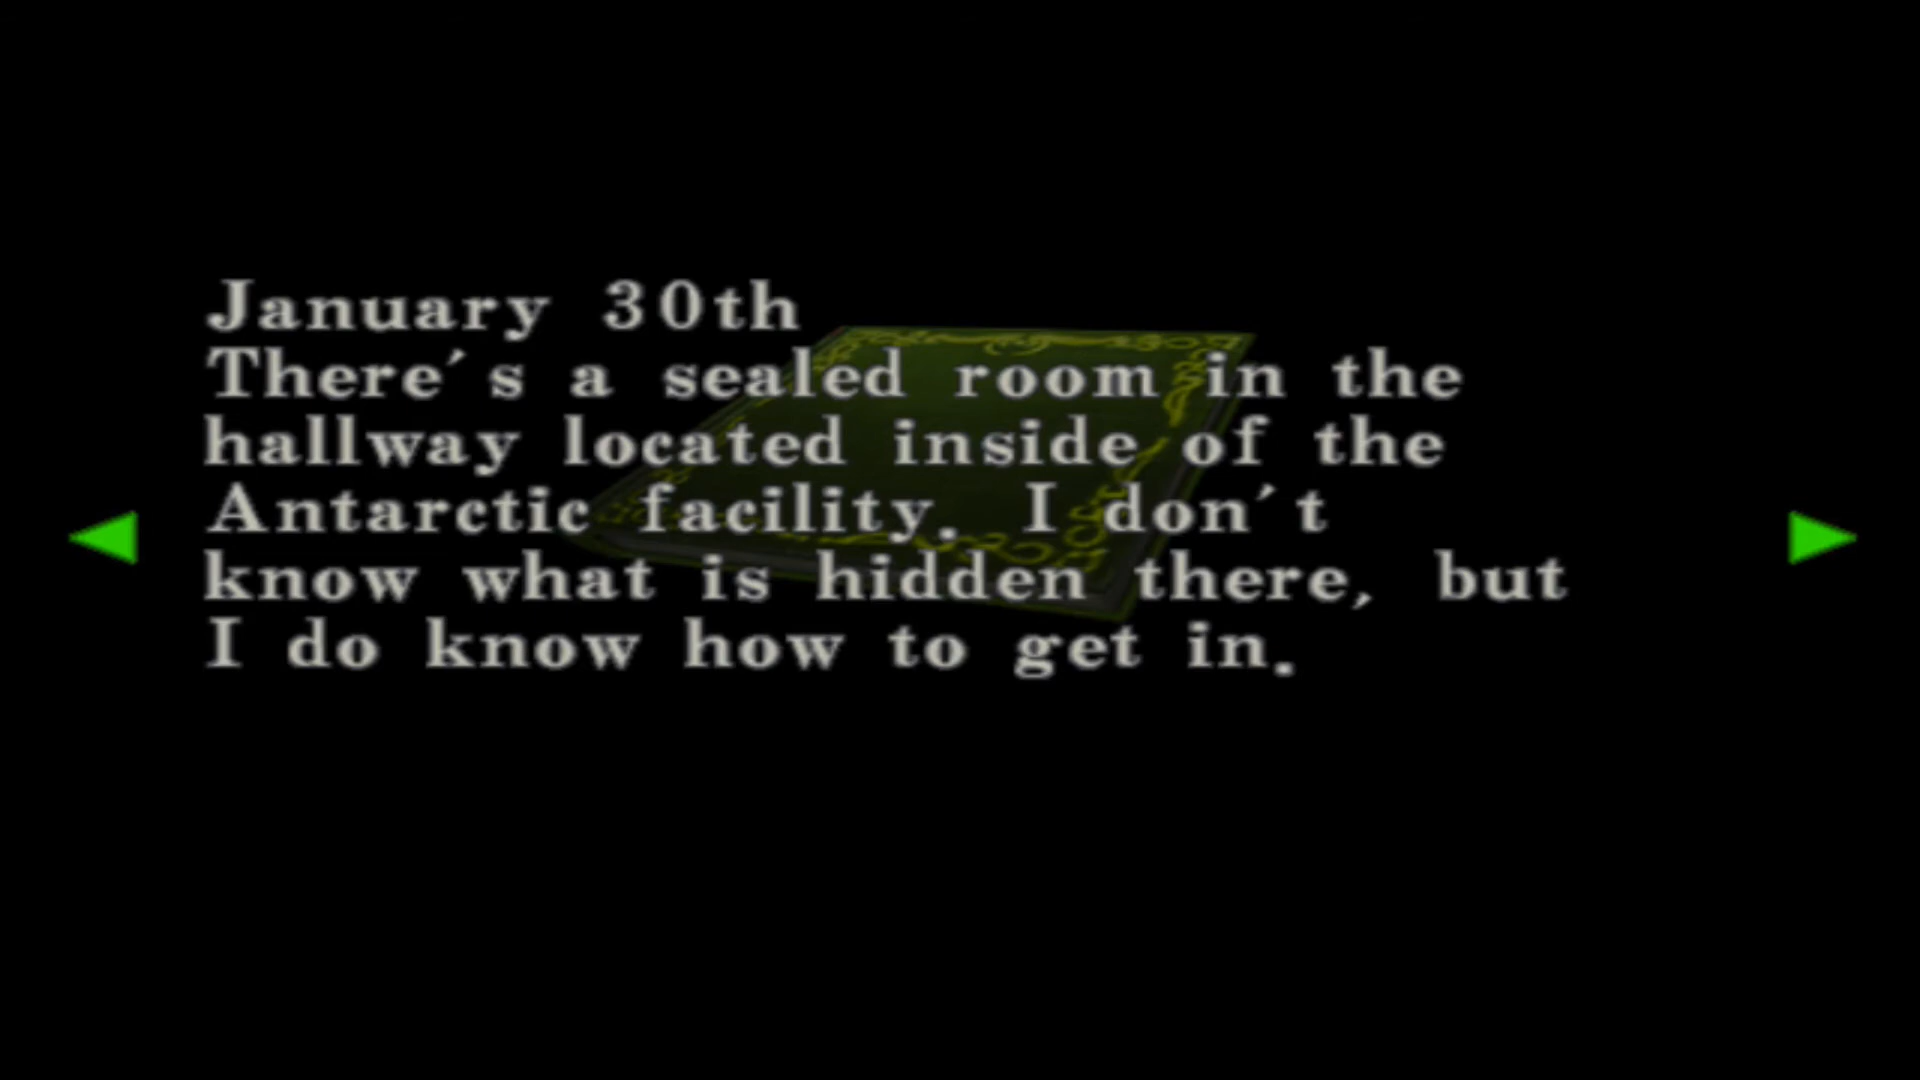 January 30th
There's a sealed room in the
hallway located inside of the
Antarctic facility. I don't
know what is hidden there, but
I do know how to get in.